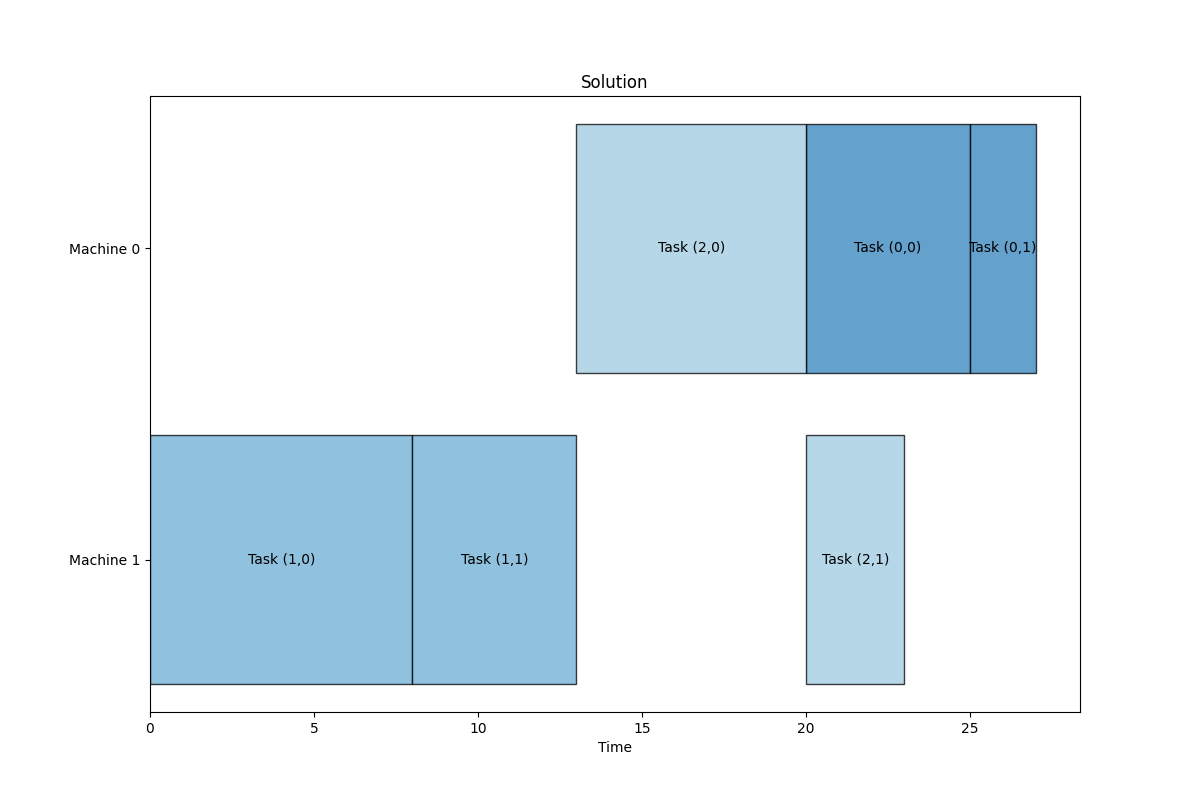 Solution
Machine 0
Task (2,0)
Task (0,0)
Task (0,1)
Machine 1
Task (1,0)
Task (1,1)
Task (2,1)
0 5 10 15 20 25
Time